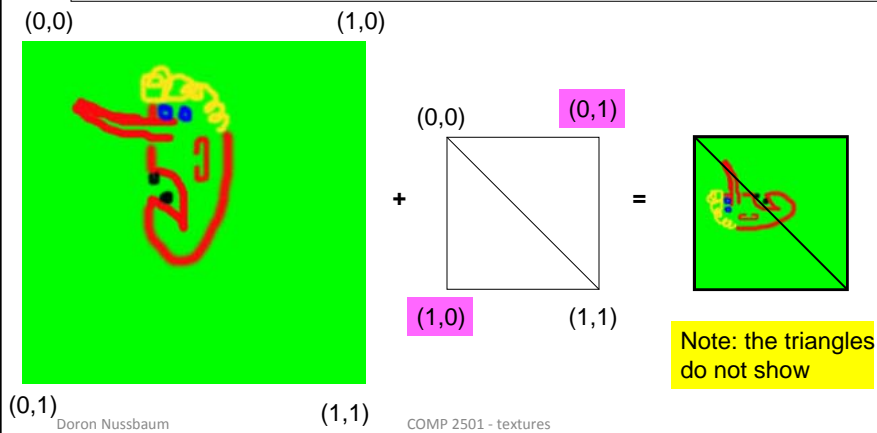 (0,0)
(1,0)
(0,0)
(0,1)
+
=
(1,0)
(1,1)
Note: the triangles
do not show
(0,1)
(1,1)
Doron Nussbaum
COMP 2501 - textures